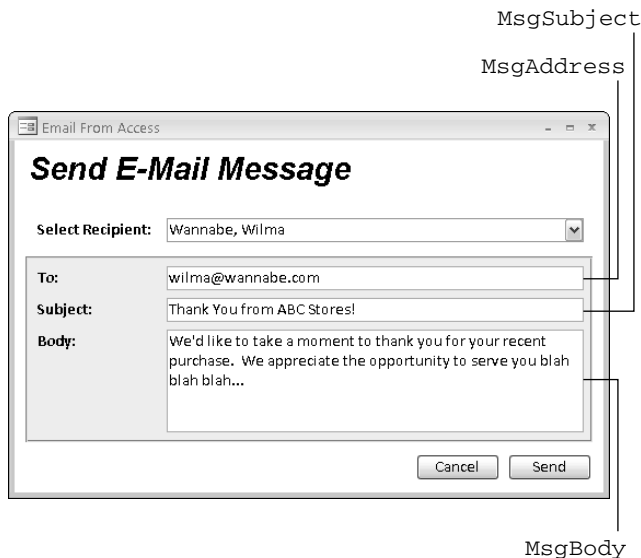 MsgSubject
MsgAddress
Email From Access
Send E-Mail Message
Select Recipient: Wannabe, Wilma
To: wilma@wannabe.com
Subject: Thank You from ABC Stores!
Body: We'd like to take a moment to thank you for your recent
purchase. We appreciate the opportunity to serve you blah
blah blah...
Cancel Send
MsgBody